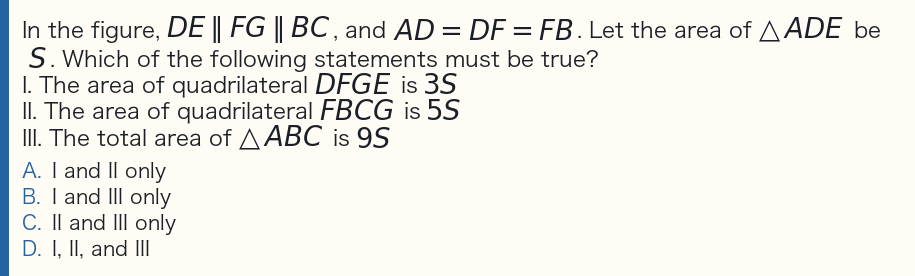 In the figure, DE ∥ FG ∥ BC, and AD = DF = FB. Let the area of △ADE be
S. Which of the following statements must be true?
I. The area of quadrilateral DFGE is 3S
II. The area of quadrilateral FBCG is 5S
III. The total area of △ABC is 9S
A. I and II only
B. I and III only
C. II and III only
D. I, II, and III